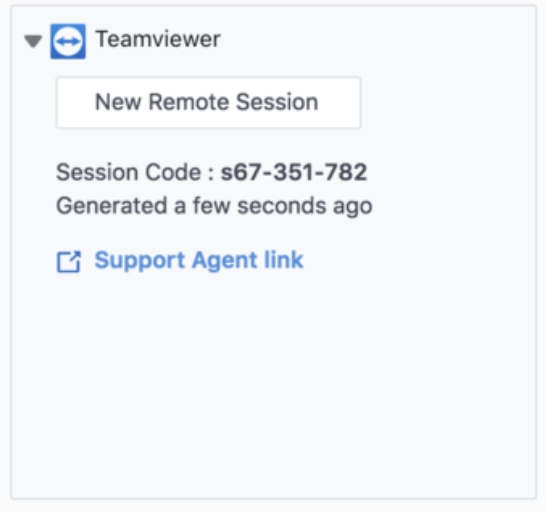 Teamviewer
New Remote Session
Session Code : s67-351-782
Generated a few seconds ago
Support Agent link